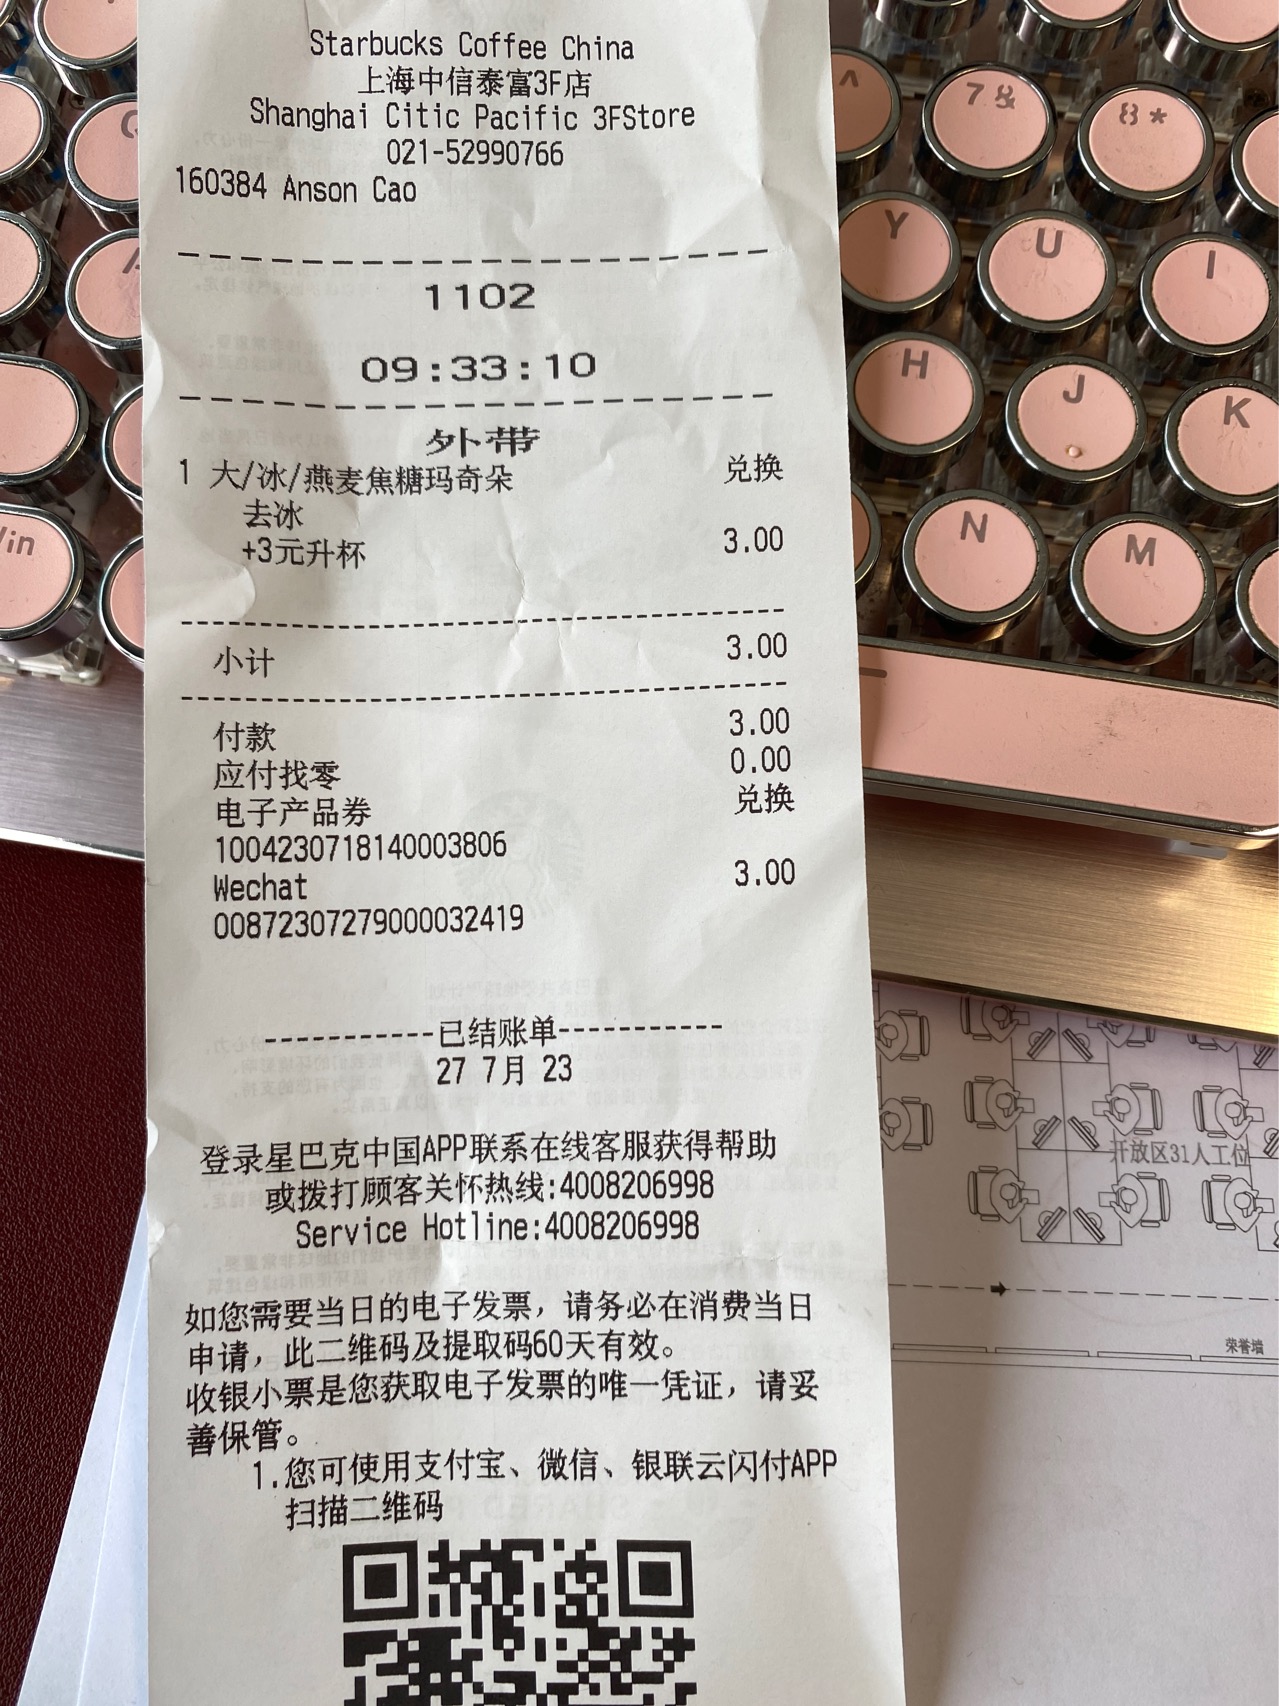 Starbucks Coffee China
上海中信泰富3F店
Shanghai Citic Pacific 3FStore
021-52990766
160384 Anson Cao
1102
09:33:10
外带
1 大/冰/燕麦焦糖玛奇朵 兑换
去冰
+3元升杯 3.00
小计 3.00
付款 3.00
应付找零 0.00
电子产品券 兑换
1004230718140003806
Wechat 3.00
00872307279000032419
----------已结账单----------
27 7月 23
登录星巴克中国APP联系在线客服获得帮助
或拨打顾客关怀热线:4008206998
Service Hotline:4008206998
如您需要当日的电子发票，请务必在消费当日
申请，此二维码及提取码60天有效。
收银小票是您获取电子发票的唯一凭证，请妥
善保管。
1.您可使用支付宝、微信、银联云闪付APP
扫描二维码
7 &
8 *
Y
U
I
H
J
K
N
M
开放区31人工位
荣誉墙